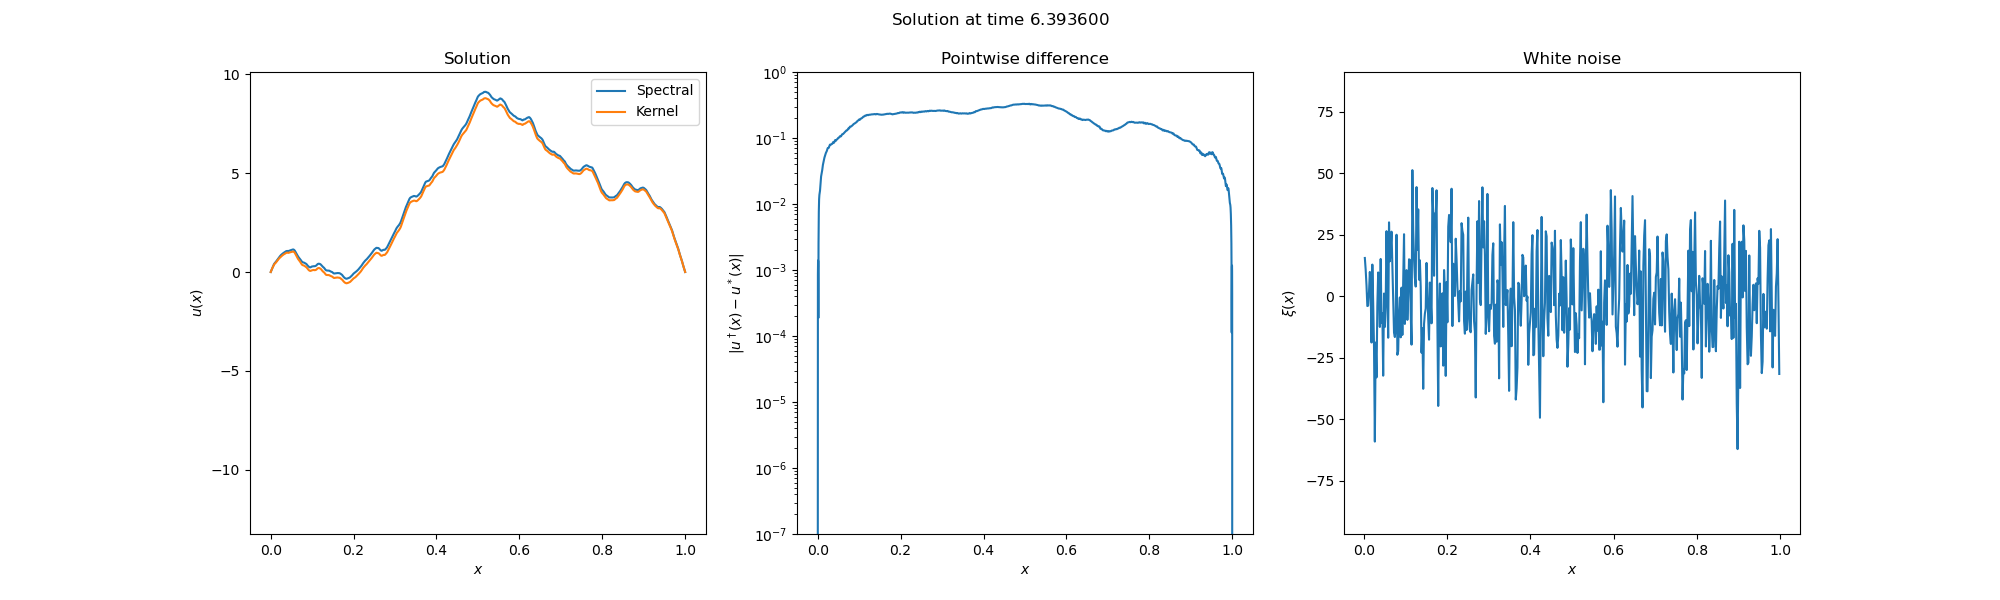 Solution at time 6.393600
Solution
10
5
0
−5
−10
0.0 0.2 0.4 0.6 0.8 1.0
x
u(x)
Spectral
Kernel
Pointwise difference
10⁰
10⁻¹
10⁻²
10⁻³
10⁻⁴
10⁻⁵
10⁻⁶
10⁻⁷
0.0 0.2 0.4 0.6 0.8 1.0
x
|u†(x) − u*(x)|
White noise
75
50
25
0
−25
−50
−75
0.0 0.2 0.4 0.6 0.8 1.0
x
ξ(x)